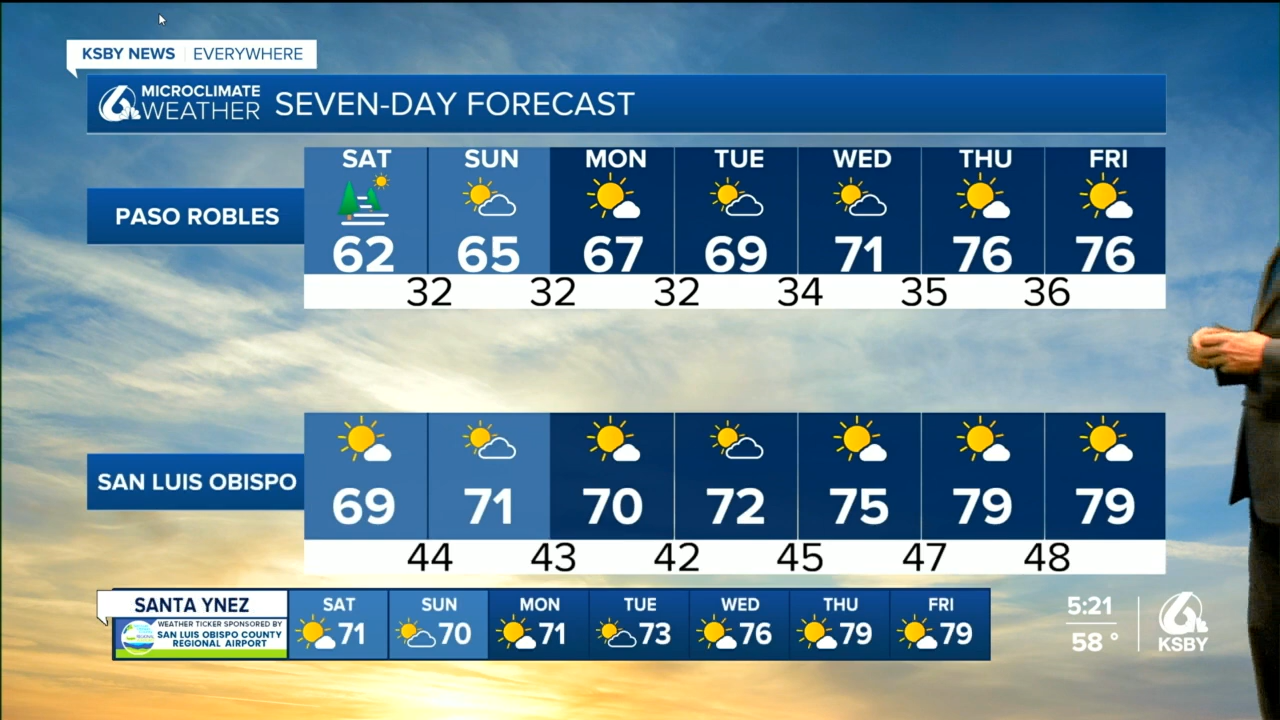 KSBY NEWS EVERYWHERE
6 MICROCLIMATE WEATHER SEVEN-DAY FORECAST
SAT SUN MON TUE WED THU FRI
PASO ROBLES
62 65 67 69 71 76 76
32 32 32 34 35 36
SAN LUIS OBISPO
69 71 70 72 75 79 79
44 43 42 45 47 48
SANTA YNEZ
WEATHER TICKER SPONSORED BY
SAN LUIS OBISPO COUNTY
REGIONAL AIRPORT
SAT SUN MON TUE WED THU FRI
71 70 71 73 76 79 79
5:21
58°
6
KSBY